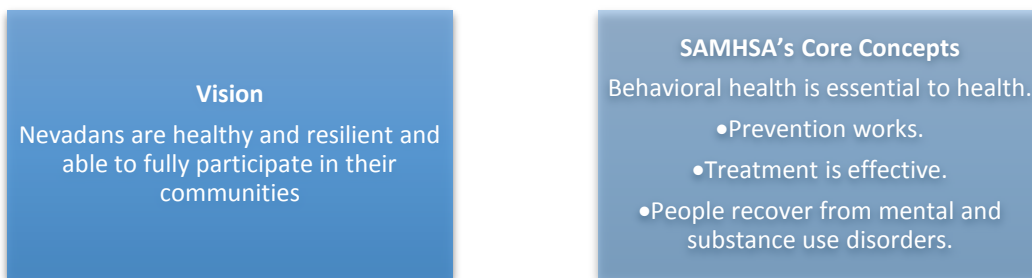 Vision
Nevadans are healthy and resilient and
able to fully participate in their
communities
SAMHSA’s Core Concepts
Behavioral health is essential to health.
•Prevention works.
•Treatment is effective.
•People recover from mental and
substance use disorders.